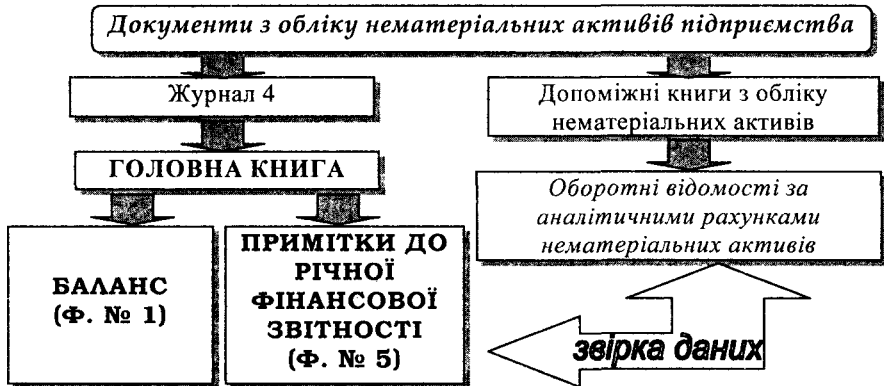 Документи з обліку нематеріальних активів підприємства
Журнал 4
ГОЛОВНА КНИГА
БАЛАНС
(Ф. № 1)
ПРИМІТКИ ДО
РІЧНОЇ
ФІНАНСОВОЇ
ЗВІТНОСТІ
(Ф. № 5)
Допоміжні книги з обліку
нематеріальних активів
Оборотні відомості за
аналітичними рахунками
нематеріальних активів
звірка даних